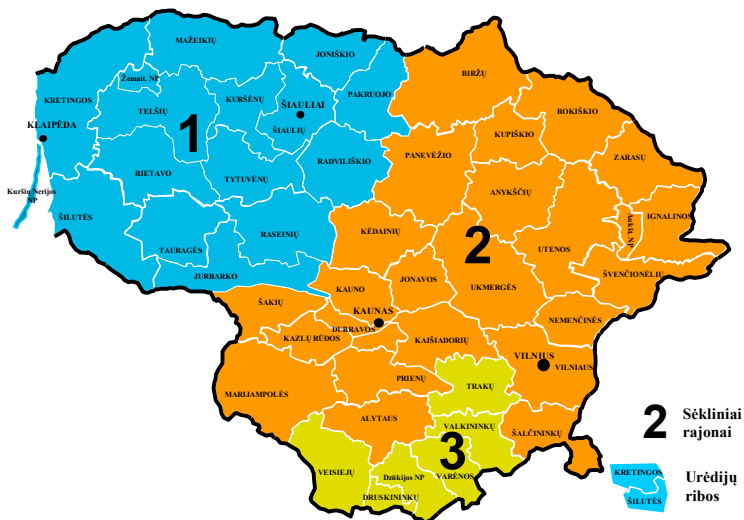 MAŽEIKIŲ
JONIŠKIO
BIRŽŲ
Žemait. NP
KRETINGOS
TELŠIŲ
KURŠĖNŲ
ŠIAULIAI
PAKRUOJO
ROKIŠKIO
KLAIPĖDA
1
ŠIAULIŲ
KUPIŠKIO
PANEVĖŽIO
ZARASŲ
RIETAVO
TYTUVĖNŲ
RADVILIŠKIO
ANYKŠČIŲ
Kuršių Nerijos
NP
ŠILUTĖS
Aukšt. NP
IGNALINOS
TAURAGĖS
RASEINIŲ
KĖDAINIŲ
2
UTENOS
JURBARKO
KAUNO
JONAVOS
UKMERGĖS
ŠVENČIONĖLIŲ
ŠAKIŲ
KAUNAS
NEMENČINĖS
DUBRAVOS
KAZLŲ RŪDOS
KAIŠIADORIŲ
VILNIUS
VILNIAUS
PRIENŲ
TRAKŲ
MARIJAMPOLĖS
ALYTAUS
VALKININKŲ
ŠALČININKŲ
3
VEISIEJŲ
Dzūkijos NP
VARĖNOS
DRUSKININKŲ
2 Sėkliniai
rajonai
KRETINGOS
ŠILUTĖS
Urėdijų
ribos